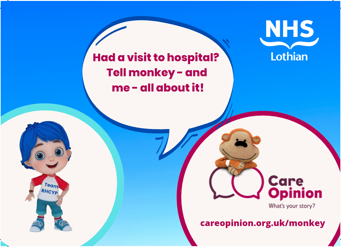 NHS
Lothian
Had a visit to hospital?
Tell monkey - and
me - all about it!
Team
RHCYP
Care
Opinion
What's your story?
careopinion.org.uk/monkey